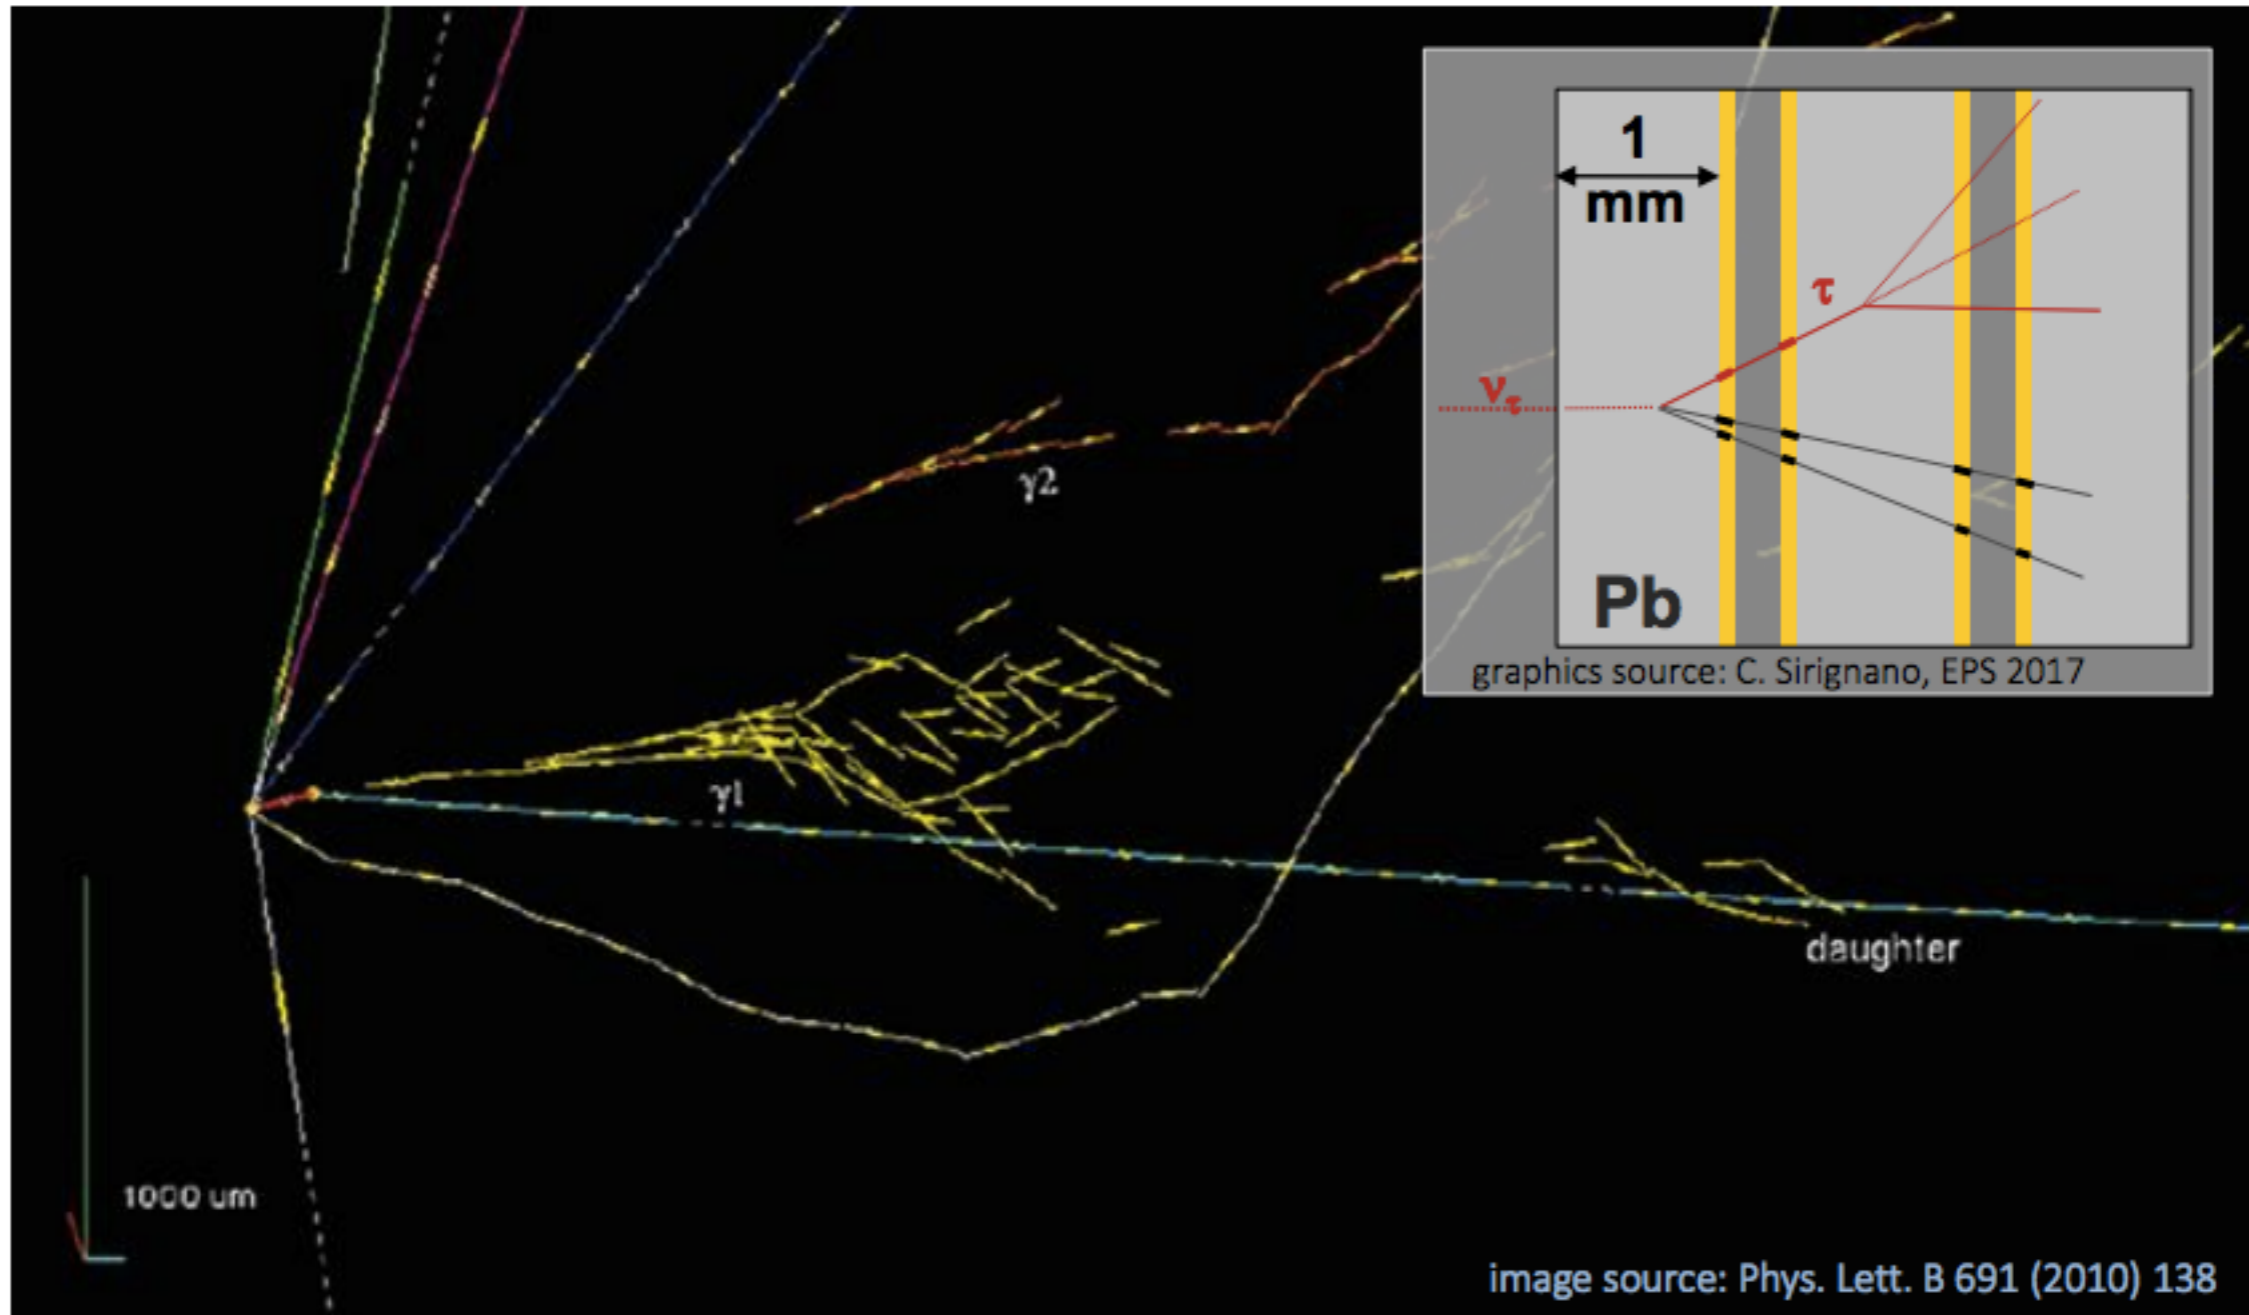 1
mm
τ
ντ
Pb
graphics source: C. Sirignano, EPS 2017
γ2
γ1
daughter
1000 um
image source: Phys. Lett. B 691 (2010) 138